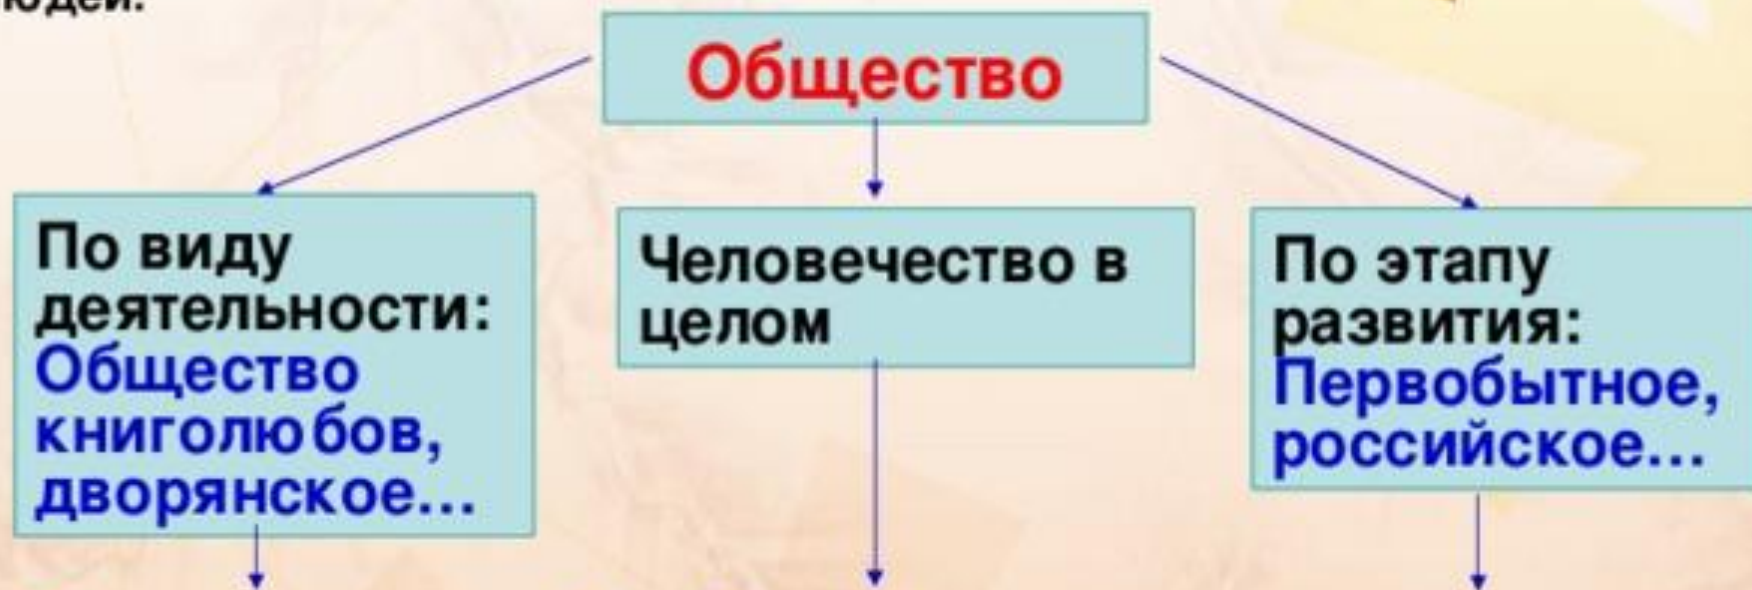 Общество
По виду
деятельности:
Общество
книголюбов,
дворянское...
Человечество в
целом
По этапу
развития:
Первобытное,
российское...